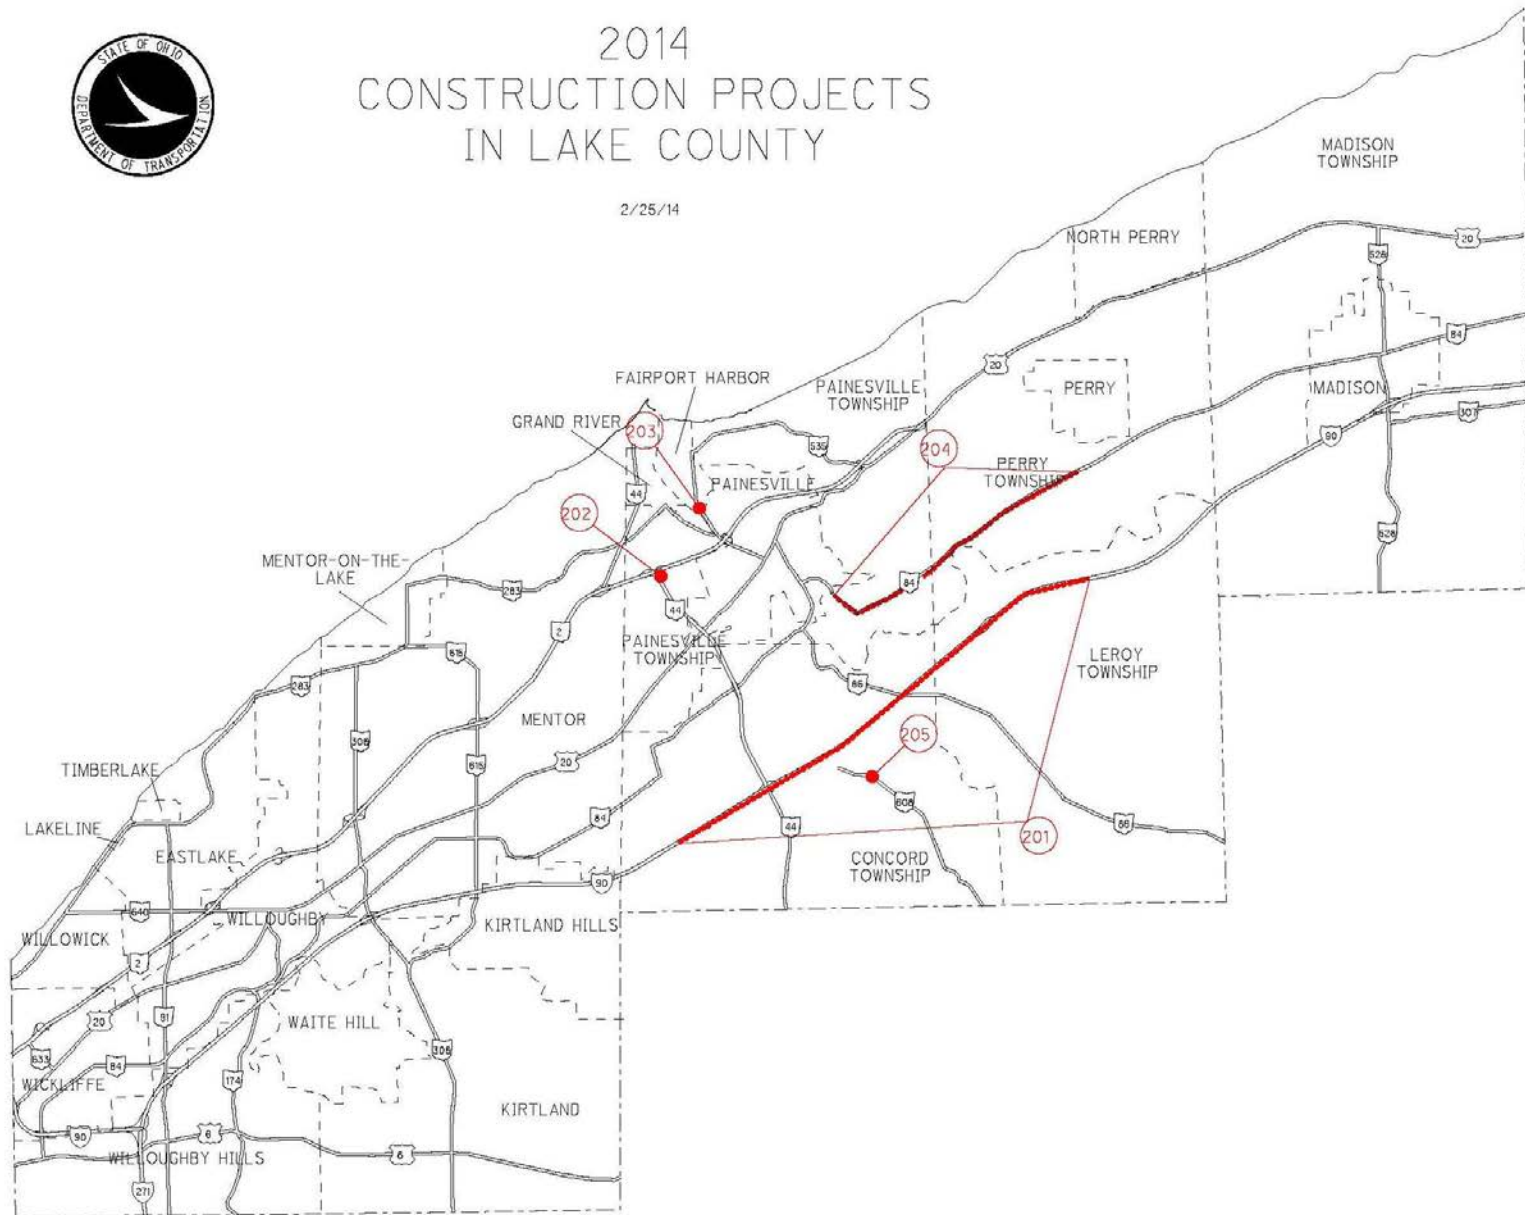 STATE OF OHIO
DEPARTMENT OF TRANSPORTATION
2014
CONSTRUCTION PROJECTS
IN LAKE COUNTY
2/25/14
MADISON
TOWNSHIP
NORTH PERRY
20
528
84
FAIRPORT HARBOR
PAINESVILLE
TOWNSHIP
20
PERRY
MADISON
307
GRAND RIVER
203
535
204
90
PERRY
TOWNSHIP
44
PAINESVILLE
202
528
MENTOR-ON-THE-
LAKE
283
84
44
2
PAINESVILLE
TOWNSHIP
615
LEROY
TOWNSHIP
283
86
MENTOR
306
205
20
615
TIMBERLAKE
608
84
44
86
LAKELINE
201
EASTLAKE
CONCORD
TOWNSHIP
90
640
WILLOUGHBY
KIRTLAND HILLS
WILLOWICK
2
91
20
WAITE HILL
306
633
84
174
WICKLIFFE
KIRTLAND
90
6
6
WILLOUGHBY HILLS
271